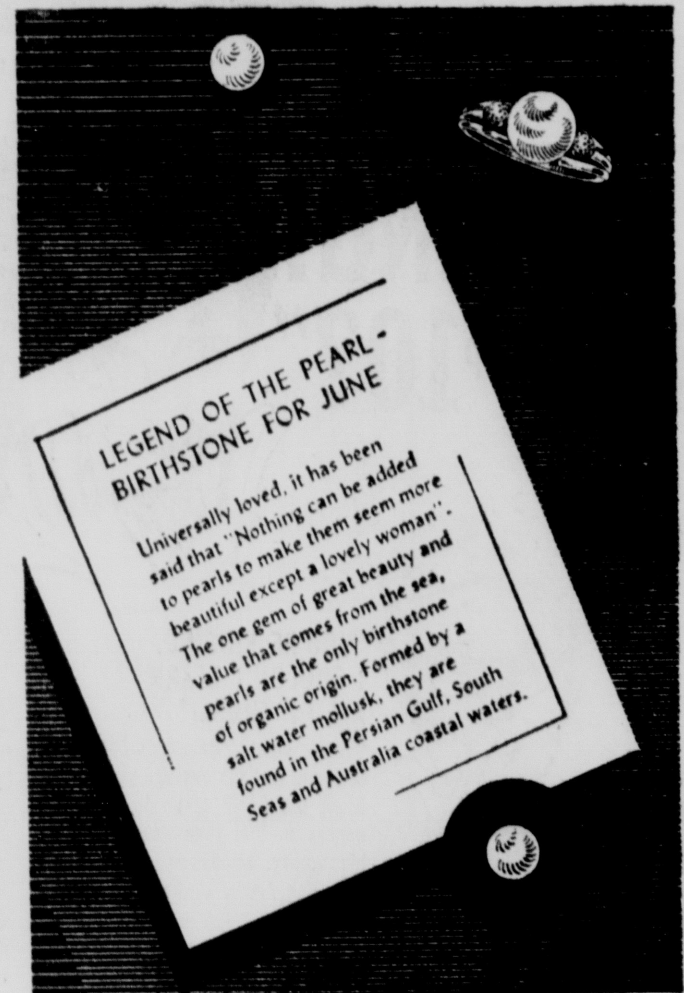 LEGEND OF THE PEARL -
BIRTHSTONE FOR JUNE
Universally loved, it has been
said that "Nothing can be added
to pearls to make them seem more
beautiful except a lovely woman".
The one gem of great beauty and
value that comes from the sea,
pearls are the only birthstone
of organic origin. Formed by a
salt water mollusk, they are
found in the Persian Gulf, South
Seas and Australia coastal waters.